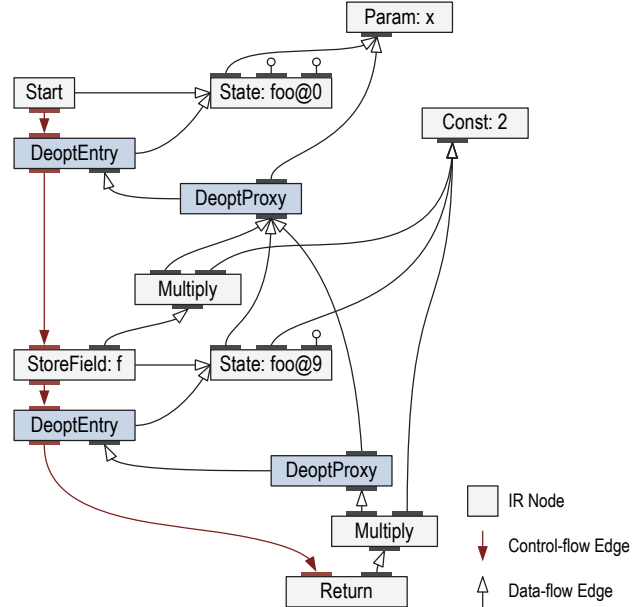 Param: x
Start
State: foo@0
Const: 2
DeoptEntry
DeoptProxy
Multiply
StoreField: f
State: foo@9
DeoptEntry
DeoptProxy
IR Node
Multiply
Control-flow Edge
Return
Data-flow Edge